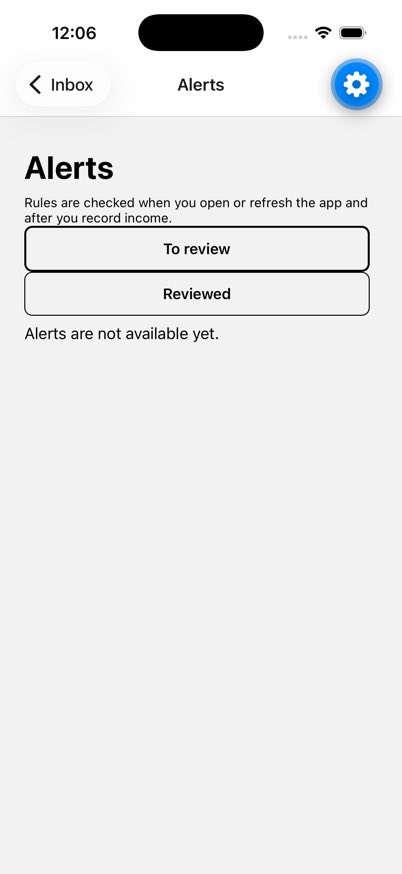 12:06
Inbox
Alerts
Alerts
Rules are checked when you open or refresh the app and
after you record income.
To review
Reviewed
Alerts are not available yet.